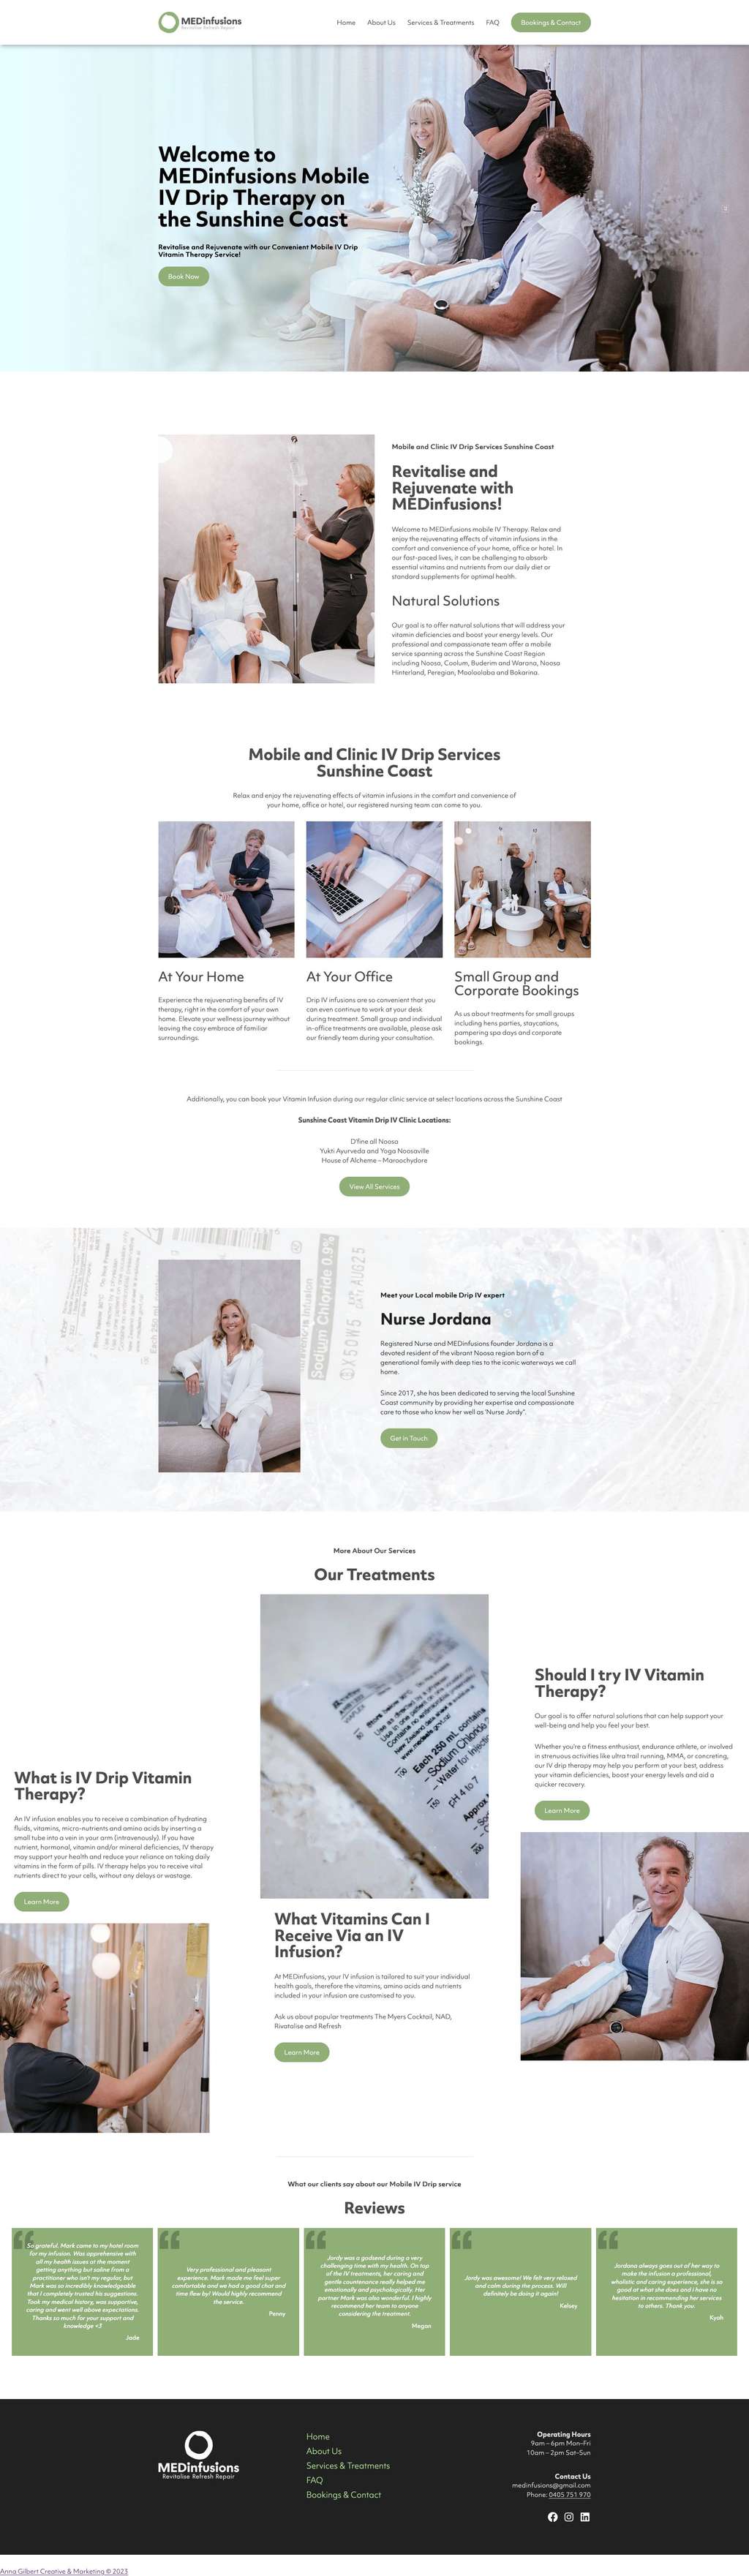 MEDinfusions
Revitalise Refresh Repair
Home
About Us
Services & Treatments
FAQ
Bookings & Contact
Welcome to
MEDinfusions Mobile
IV Drip Therapy on
the Sunshine Coast
Revitalise and Rejuvenate with our Convenient Mobile IV Drip
Vitamin Therapy Service!
Book Now
Mobile and Clinic IV Drip Services Sunshine Coast
Revitalise and
Rejuvenate with
MEDinfusions!
Welcome to MEDinfusions mobile IV Therapy. Relax and
enjoy the rejuvenating effects of vitamin infusions in the
comfort and convenience of your home, office or hotel. In
our fast-paced lives, it can be challenging to absorb
essential vitamins and nutrients from our daily diet or
standard supplements for optimal health.
Natural Solutions
Our goal is to offer natural solutions that will address your
vitamin deficiencies and boost your energy levels. Our
professional and compassionate team offer a mobile
service spanning across the Sunshine Coast Region
including Noosa, Coolum, Buderim and Warana, Noosa
Hinterland, Peregian, Mooloolaba and Bokarina.
Mobile and Clinic IV Drip Services
Sunshine Coast
Relax and enjoy the rejuvenating effects of vitamin infusions in the comfort and convenience of
your home, office or hotel, our registered nursing team can come to you.
At Your Home
Experience the rejuvenating benefits of IV
therapy, right in the comfort of your own
home. Elevate your wellness journey without
leaving the cosy embrace of familiar
surroundings.
At Your Office
Drip IV infusions are so convenient that you
can even continue to work at your desk
during treatment. Small group and individual
in-office treatments are available, please ask
our friendly team during your consultation.
Small Group and
Corporate Bookings
As us about treatments for small groups
including hens parties, staycations,
pampering spa days and corporate
bookings.
Additionally, you can book your Vitamin Infusion during our regular clinic service at select locations across the Sunshine Coast
Sunshine Coast Vitamin Drip IV Clinic Locations:
D'fine all Noosa
Yukti Ayurveda and Yoga Noosaville
House of Alcheme – Maroochydore
View All Services
Sodium Chloride 0.9%
Meet your Local mobile Drip IV expert
Nurse Jordana
Registered Nurse and MEDinfusions founder Jordana is a
devoted resident of the vibrant Noosa region born of a
generational family with deep ties to the iconic waterways we call
home.
Since 2017, she has been dedicated to serving the local Sunshine
Coast community by providing her expertise and compassionate
care to those who know her well as "Nurse Jordy".
Get in Touch
More About Our Services
Our Treatments
What is IV Drip Vitamin
Therapy?
An IV infusion enables you to receive a combination of hydrating
fluids, vitamins, micro-nutrients and amino acids by inserting a
small tube into a vein in your arm (intravenously). If you have
nutrient, hormonal, vitamin and/or mineral deficiencies, IV therapy
may support your health and reduce your reliance on taking daily
vitamins in the form of pills. IV therapy helps you to receive vital
nutrients direct to your cells, without any delays or wastage.
Learn More
Each 250 mL contains
Sodium Chloride
pH 4 to 7
What Vitamins Can I
Receive Via an IV
Infusion?
At MEDinfusions, your IV infusion is tailored to suit your individual
health goals, therefore the vitamins, amino acids and nutrients
included in your infusion are customised to you.
Ask us about popular treatments The Myers Cocktail, NAD,
Rivatalise and Refresh
Learn More
Should I try IV Vitamin
Therapy?
Our goal is to offer natural solutions that can help support your
well-being and help you feel your best.
Whether you're a fitness enthusiast, endurance athlete, or involved
in strenuous activities like ultra trail running, MMA, or concreting,
our IV drip therapy may help you perform at your best, address
your vitamin deficiencies, boost your energy levels and aid a
quicker recovery.
Learn More
What our clients say about our Mobile IV Drip service
Reviews
So grateful. Mark came to my hotel room
for my infusion. Was apprehensive with
all my health issues at the moment
getting anything but saline from a
practitioner who isn't my regular, but
Mark was so incredibly knowledgeable
that I completely trusted his suggestions.
Took my medical history, was supportive,
caring and went well above expectations.
Thanks so much for your support and
knowledge <3
Jade
Very professional and pleasant
experience. Mark made me feel super
comfortable and we had a good chat and
time flew by! Would highly recommend
the service.
Penny
Jordy was a godsend during a very
challenging time with my health. On top
of the IV treatments, her caring and
gentle countenance really helped me
emotionally and psychologically. Her
partner Mark was also wonderful. I highly
recommend her team to anyone
considering the treatment.
Megan
Jordy was awesome! We felt very relaxed
and calm during the process. Will
definitely be doing it again!
Kelsey
Jordana always goes out of her way to
make the infusion a professional,
wholistic and caring experience, she is so
good at what she does and I have no
hesitation in recommending her services
to others. Thank you.
Kyah
MEDinfusions
Revitalise Refresh Repair
Home
About Us
Services & Treatments
FAQ
Bookings & Contact
Operating Hours
9am – 6pm Mon-Fri
10am – 2pm Sat-Sun
Contact Us
medinfusions@gmail.com
Phone: 0405 751 970
Anna Gilbert Creative & Marketing © 2023